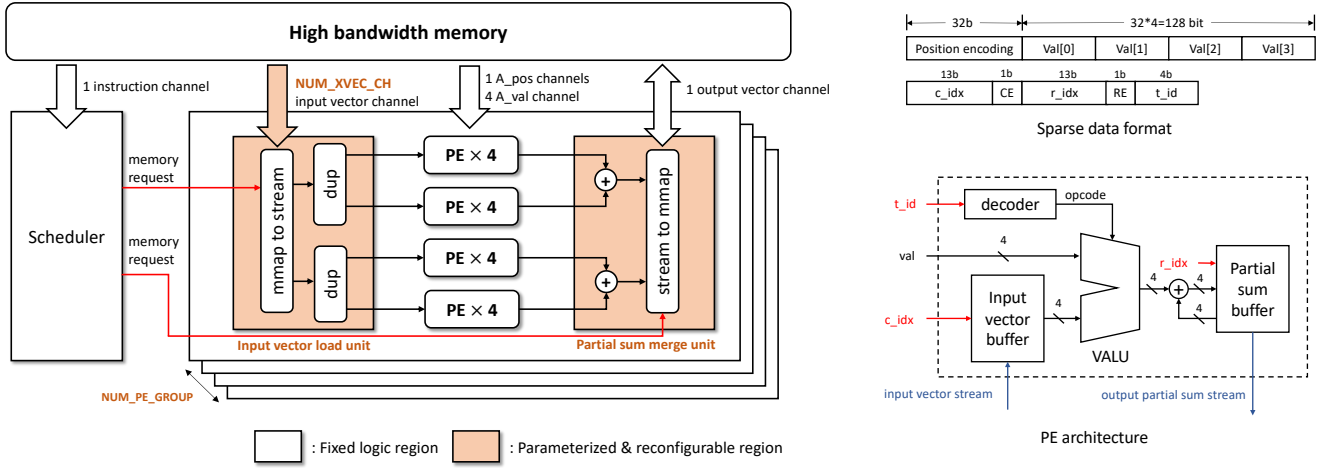 High bandwidth memory
1 instruction channel
NUM_XVEC_CH
input vector channel
1 A_pos channels
4 A_val channel
1 output vector channel
Scheduler
memory
request
memory
request
mmap to stream
dup
dup
PE × 4
PE × 4
PE × 4
PE × 4
+
+
stream to mmap
Input vector load unit
Partial sum merge unit
NUM_PE_GROUP
: Fixed logic region
: Parameterized & reconfigurable region
32b
32*4=128 bit
Position encoding
Val[0]
Val[1]
Val[2]
Val[3]
13b
1b
13b
1b
4b
c_idx
CE
r_idx
RE
t_id
Sparse data format
t_id
decoder
opcode
val
4
r_idx
Partial
sum
buffer
4
+
4
4
c_idx
Input
vector
buffer
4
VALU
input vector stream
output partial sum stream
PE architecture